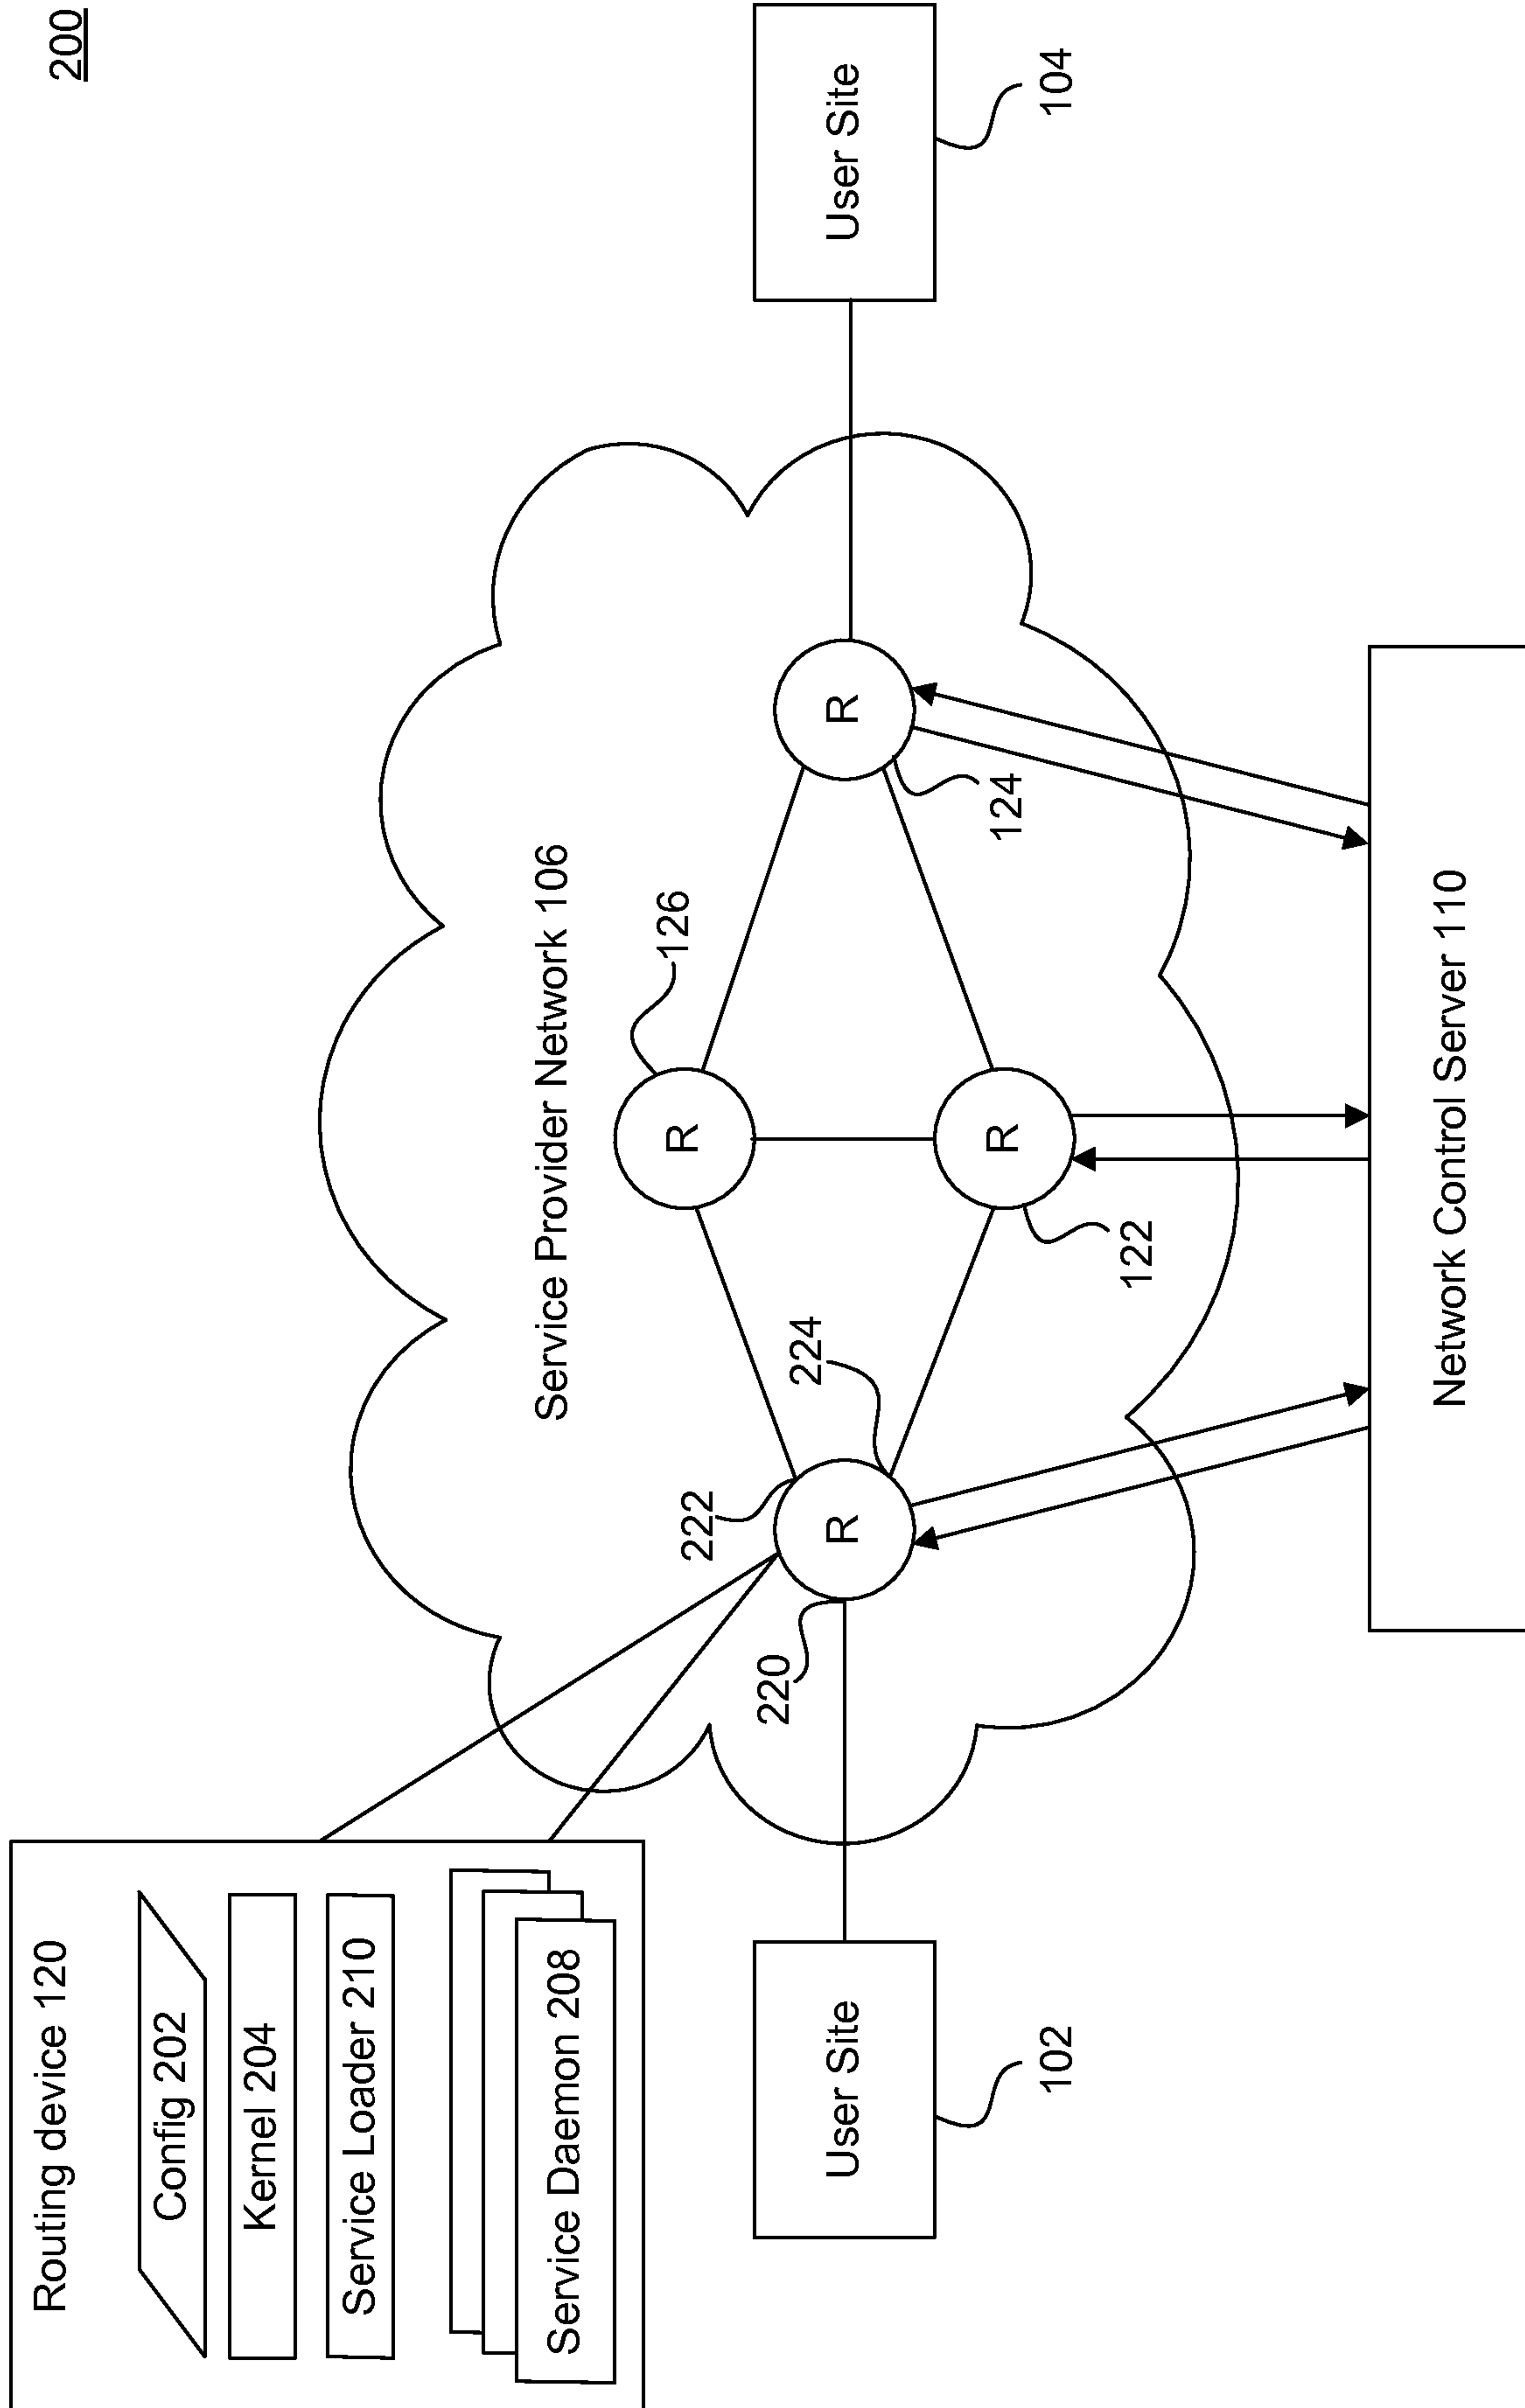 200
Routing device 120
Config 202
Kernel 204
Service Loader 210
Service Daemon 208
Service Provider Network 106
R
126
R
222
224
220
R
124
R
122
User Site
102
User Site
104
Network Control Server 110